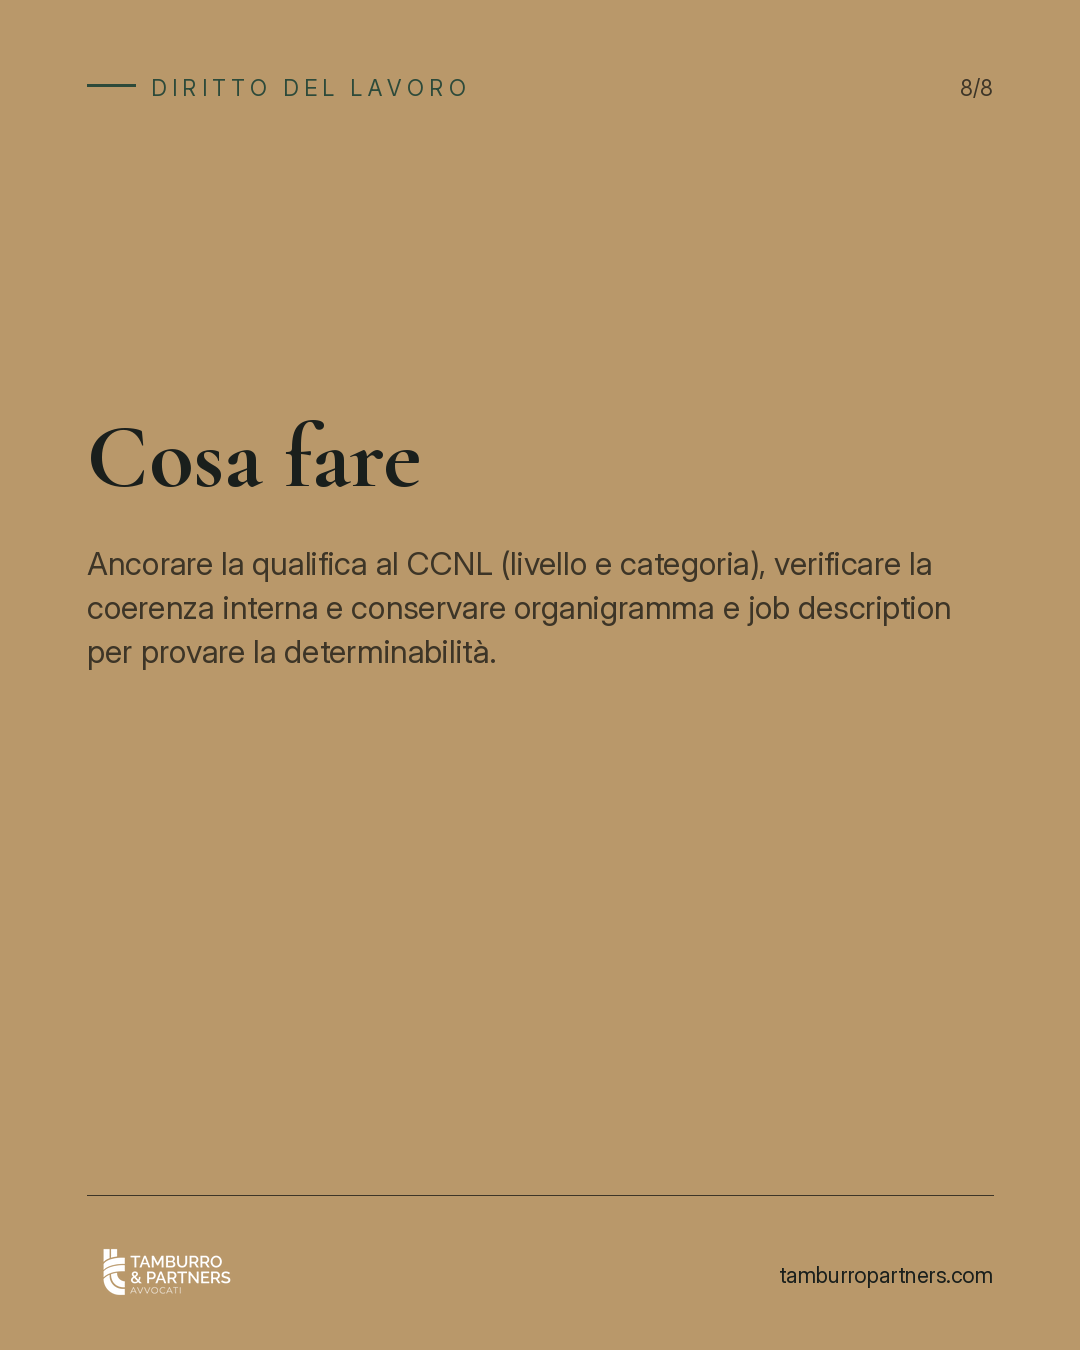 DIRITTO DEL LAVORO
8/8
Cosa fare
Ancorare la qualifica al CCNL (livello e categoria), verificare la
coerenza interna e conservare organigramma e job description
per provare la determinabilità.
TAMBURRO
& PARTNERS
AVVOCATI
tamburropartners.com